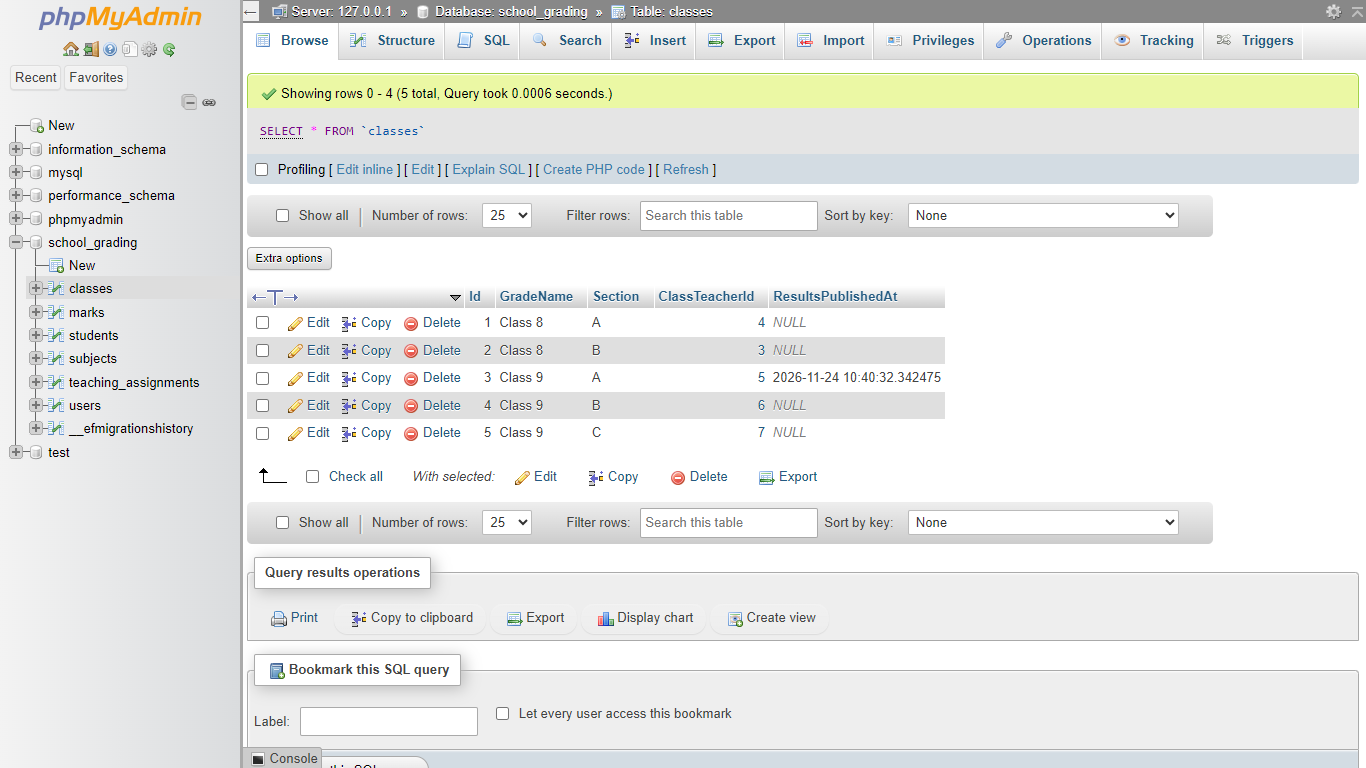 phpMyAdmin
Recent Favorites
New
information_schema
mysql
performance_schema
phpmyadmin
school_grading
New
classes
marks
students
subjects
teaching_assignments
users
__efmigrationshistory
test
Server: 127.0.0.1 » Database: school_grading » Table: classes
Browse Structure SQL Search Insert Export Import Privileges Operations Tracking Triggers
Showing rows 0 - 4 (5 total, Query took 0.0006 seconds.)
SELECT * FROM `classes`
Profiling [ Edit inline ] [ Edit ] [ Explain SQL ] [ Create PHP code ] [ Refresh ]
Show all Number of rows: 25 Filter rows: Search this table Sort by key: None
Extra options
←T→ Id GradeName Section ClassTeacherId ResultsPublishedAt
Edit Copy Delete 1 Class 8 A 4 NULL
Edit Copy Delete 2 Class 8 B 3 NULL
Edit Copy Delete 3 Class 9 A 5 2026-11-24 10:40:32.342475
Edit Copy Delete 4 Class 9 B 6 NULL
Edit Copy Delete 5 Class 9 C 7 NULL
Check all With selected: Edit Copy Delete Export
Show all Number of rows: 25 Filter rows: Search this table Sort by key: None
Query results operations
Print Copy to clipboard Export Display chart Create view
Bookmark this SQL query
Label: Let every user access this bookmark
Console